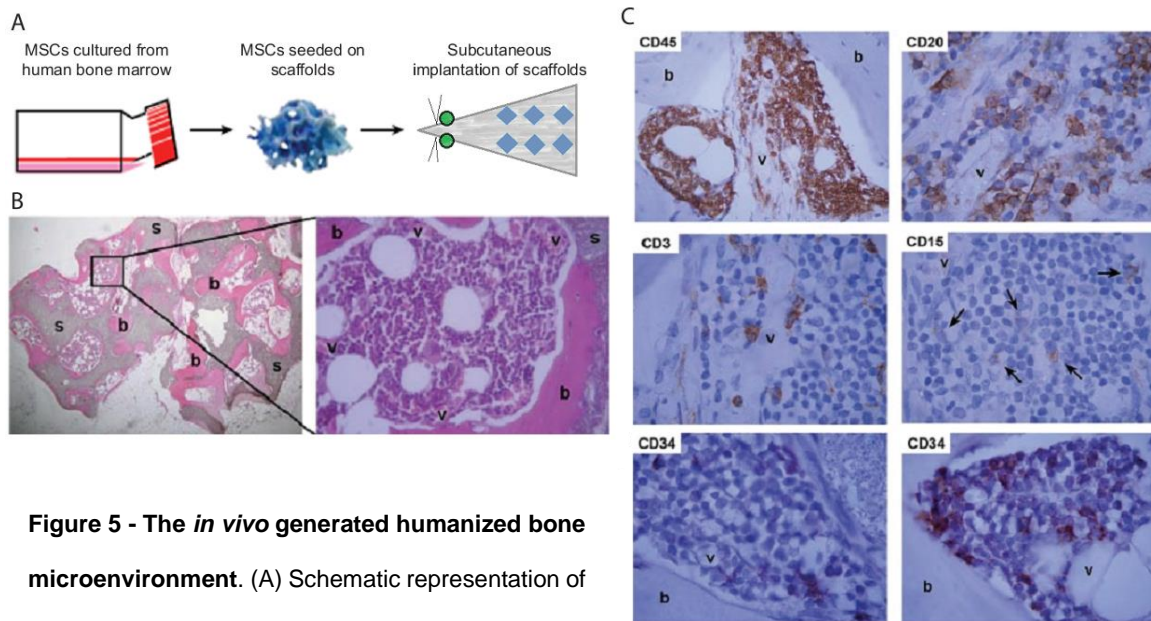 A
MSCs cultured from
human bone marrow
MSCs seeded on
scaffolds
Subcutaneous
implantation of scaffolds
B
s
s
b
b
b
s
b
v
v
s
v
b
v
Figure 5 - The in vivo generated humanized bone
microenvironment. (A) Schematic representation of
C
CD45
b
b
v
CD20
v
CD3
v
CD15
v
CD34
v
b
CD34
v
b